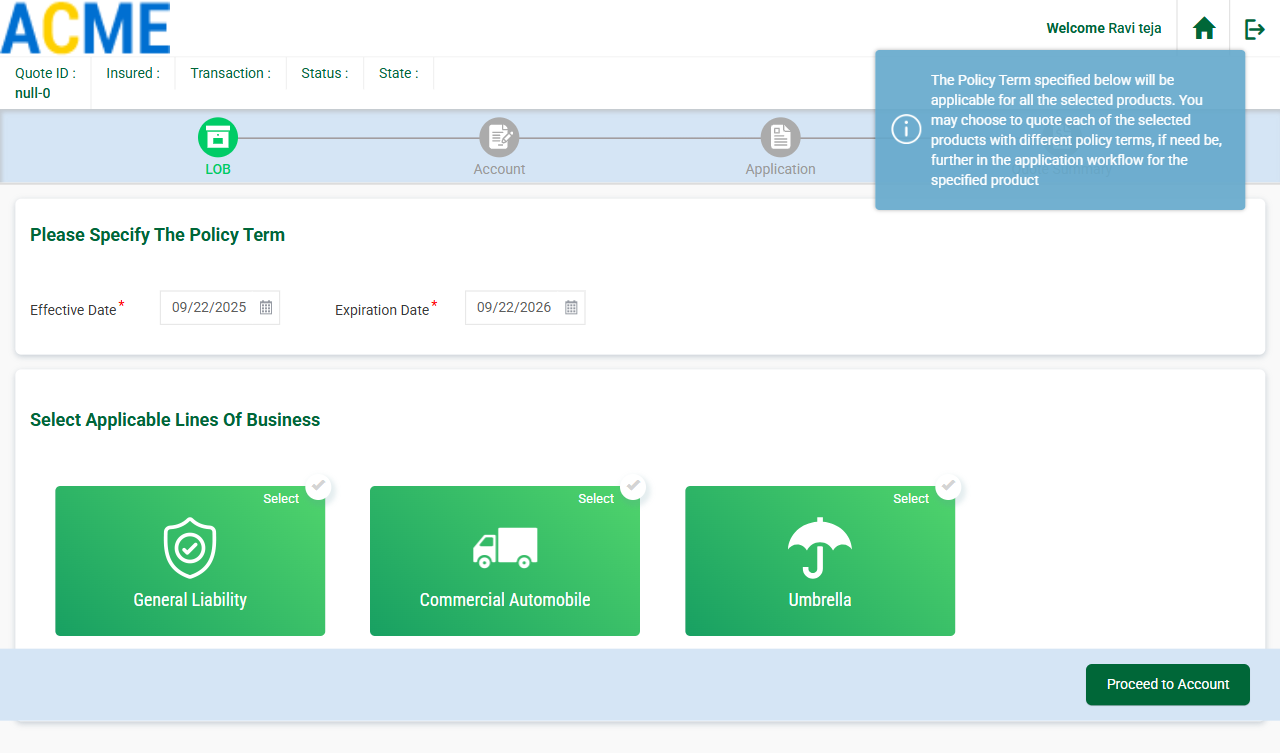 ACME
Welcome Ravi teja
Quote ID :
null-0
Insured :
Transaction :
Status :
State :
The Policy Term specified below will be
applicable for all the selected products. You
may choose to quote each of the selected
products with different policy terms, if need be,
further in the application workflow for the
specified product
LOB
Account
Application
Summary
Please Specify The Policy Term
Effective Date*
09/22/2025
Expiration Date*
09/22/2026
Select Applicable Lines Of Business
Select
General Liability
Select
Commercial Automobile
Select
Umbrella
Proceed to Account